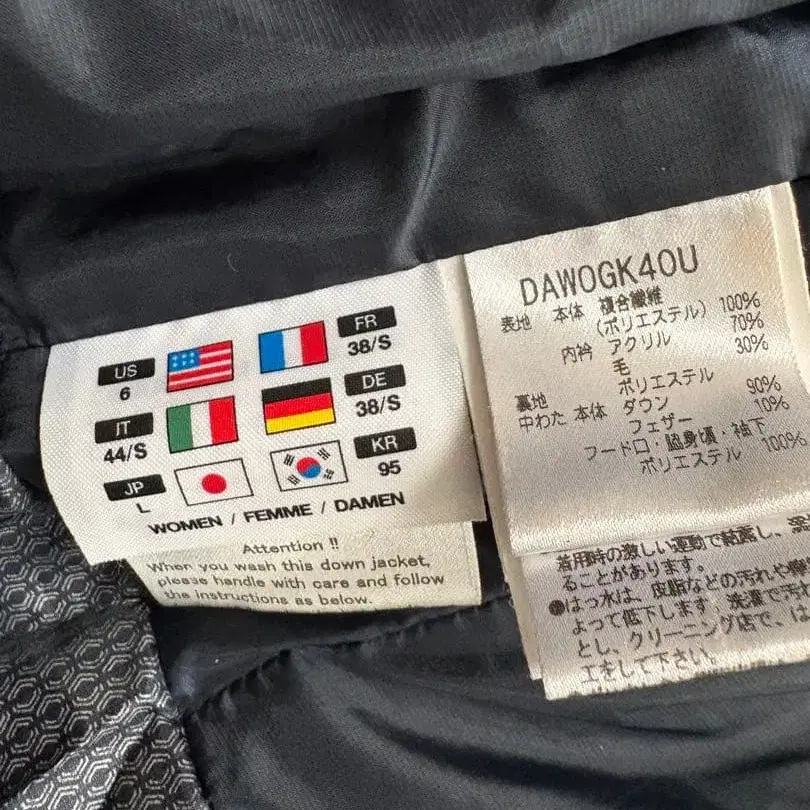 US
6
FR
38/S
IT
44/S
DE
38/S
JP
L
KR
95
WOMEN / FEMME / DAMEN
Attention !!
When you wash this down jacket,
please handle with care and follow
the instructions as below.
DAWOGK40U
表地 本体 複合繊維
(ポリエステル) 100%
内衿 アクリル 70%
毛 30%
裏地 ポリエステル
中わた 本体 ダウン 90%
フェザー 10%
フードロ・脇身頃・袖下
ポリエステル 100%
着用時の激しい運動で結露し、
ることがあります。
●はっ水は、皮脂などの汚れや
よって低下します。洗濯で汚
とし、クリーニング店で、は
工をして下さい。